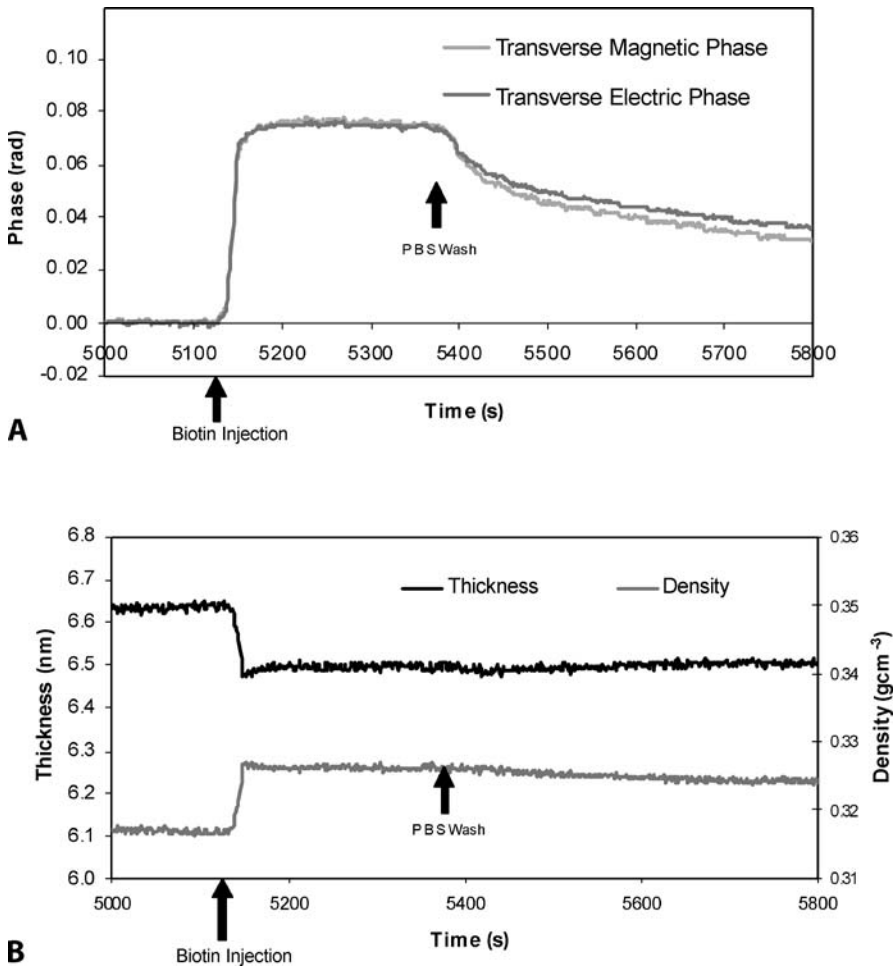 0.10
0.08
0.06
0.04
0.02
0.00
-0.02
Phase (rad)
Transverse Magnetic Phase
Transverse Electric Phase
PBS Wash
5000 5100 5200 5300 5400 5500 5600 5700 5800
Time (s)
Biotin Injection
A
6.8
6.7
6.6
6.5
6.4
6.3
6.2
6.1
6.0
Thickness (nm)
Thickness
Density
0.36
0.35
0.34
0.33
0.32
0.31
Density (gcm⁻³)
PBS Wash
5000 5200 5400 5600 5800
Time (s)
Biotin Injection
B